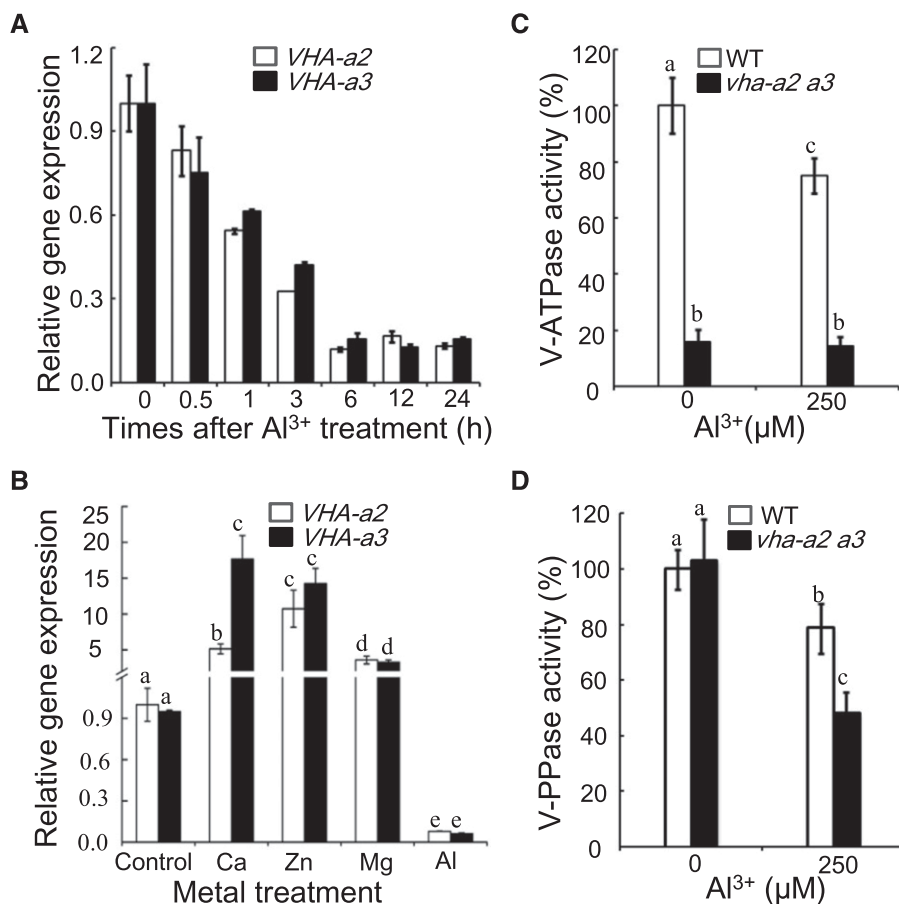 A
Relative gene expression
1.2
0.9
0.6
0.3
0.0
VHA-a2
VHA-a3
0 0.5 1 3 6 12 24
Times after Al³⁺ treatment (h)
B
Relative gene expression
25
20
15
10
5
0.9
0.6
0.3
0.0
VHA-a2
VHA-a3
a a b c c c d d e e
Control Ca Zn Mg Al
Metal treatment
C
V-ATPase activity (%)
120
100
80
60
40
20
0
WT
vha-a2 a3
a b c b
0 250
Al³⁺(μM)
D
V-PPase activity (%)
120
100
80
60
40
20
0
WT
vha-a2 a3
a a b c
0 250
Al³⁺ (μM)